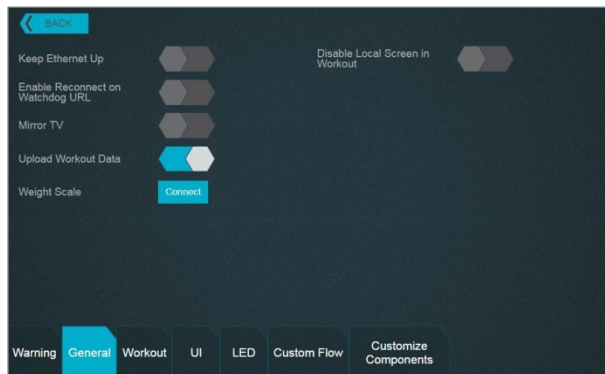 BACK
Keep Ethernet Up
Disable Local Screen in
Workout
Enable Reconnect on
Watchdog URL
Mirror TV
Upload Workout Data
Weight Scale
Connect
Warning
General
Workout
UI
LED
Custom Flow
Customize
Components